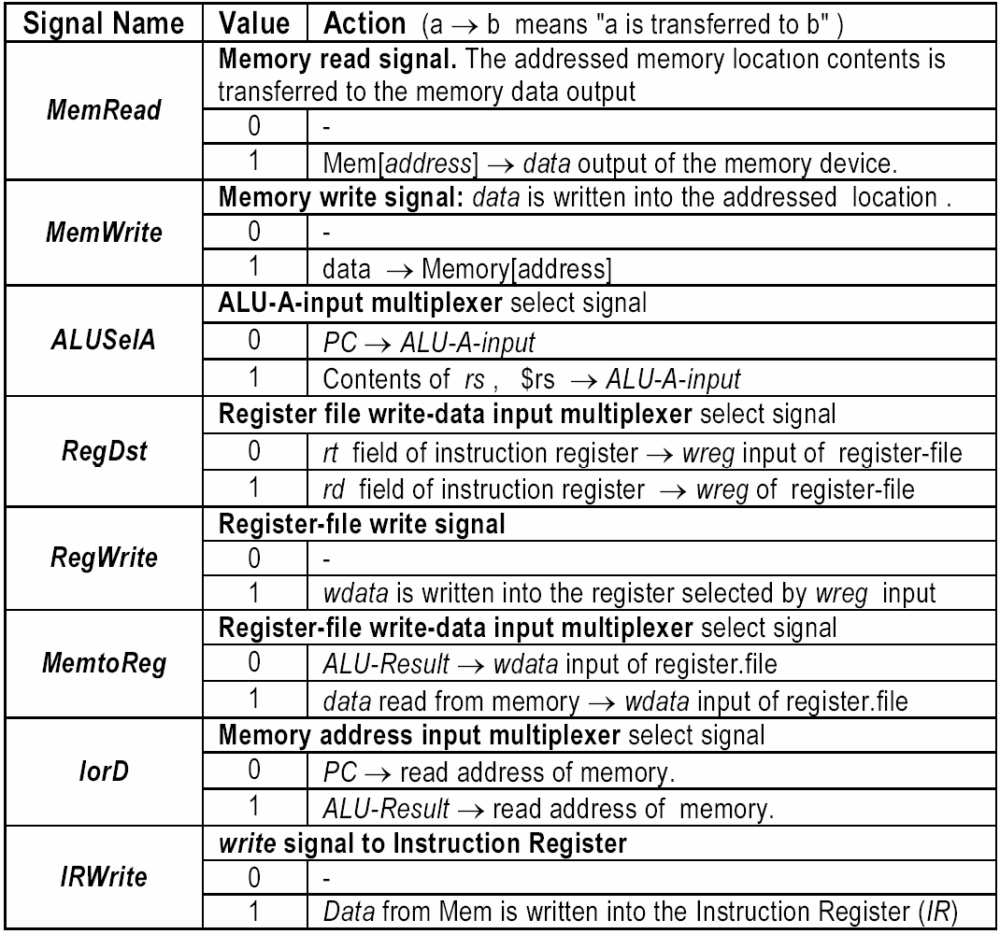 Signal Name Value Action (a → b means "a is transferred to b" )
MemRead
Memory read signal. The addressed memory location contents is
transferred to the memory data output
0 -
1 Mem[address] → data output of the memory device.
MemWrite
Memory write signal: data is written into the addressed location .
0 -
1 data → Memory[address]
ALUSelA
ALU-A-input multiplexer select signal
0 PC → ALU-A-input
1 Contents of rs , $rs → ALU-A-input
RegDst
Register file write-data input multiplexer select signal
0 rt field of instruction register → wreg input of register-file
1 rd field of instruction register → wreg of register-file
RegWrite
Register-file write signal
0 -
1 wdata is written into the register selected by wreg input
MemtoReg
Register-file write-data input multiplexer select signal
0 ALU-Result → wdata input of register.file
1 data read from memory → wdata input of register.file
IorD
Memory address input multiplexer select signal
0 PC → read address of memory.
1 ALU-Result → read address of memory.
IRWrite
write signal to Instruction Register
0 -
1 Data from Mem is written into the Instruction Register (IR)